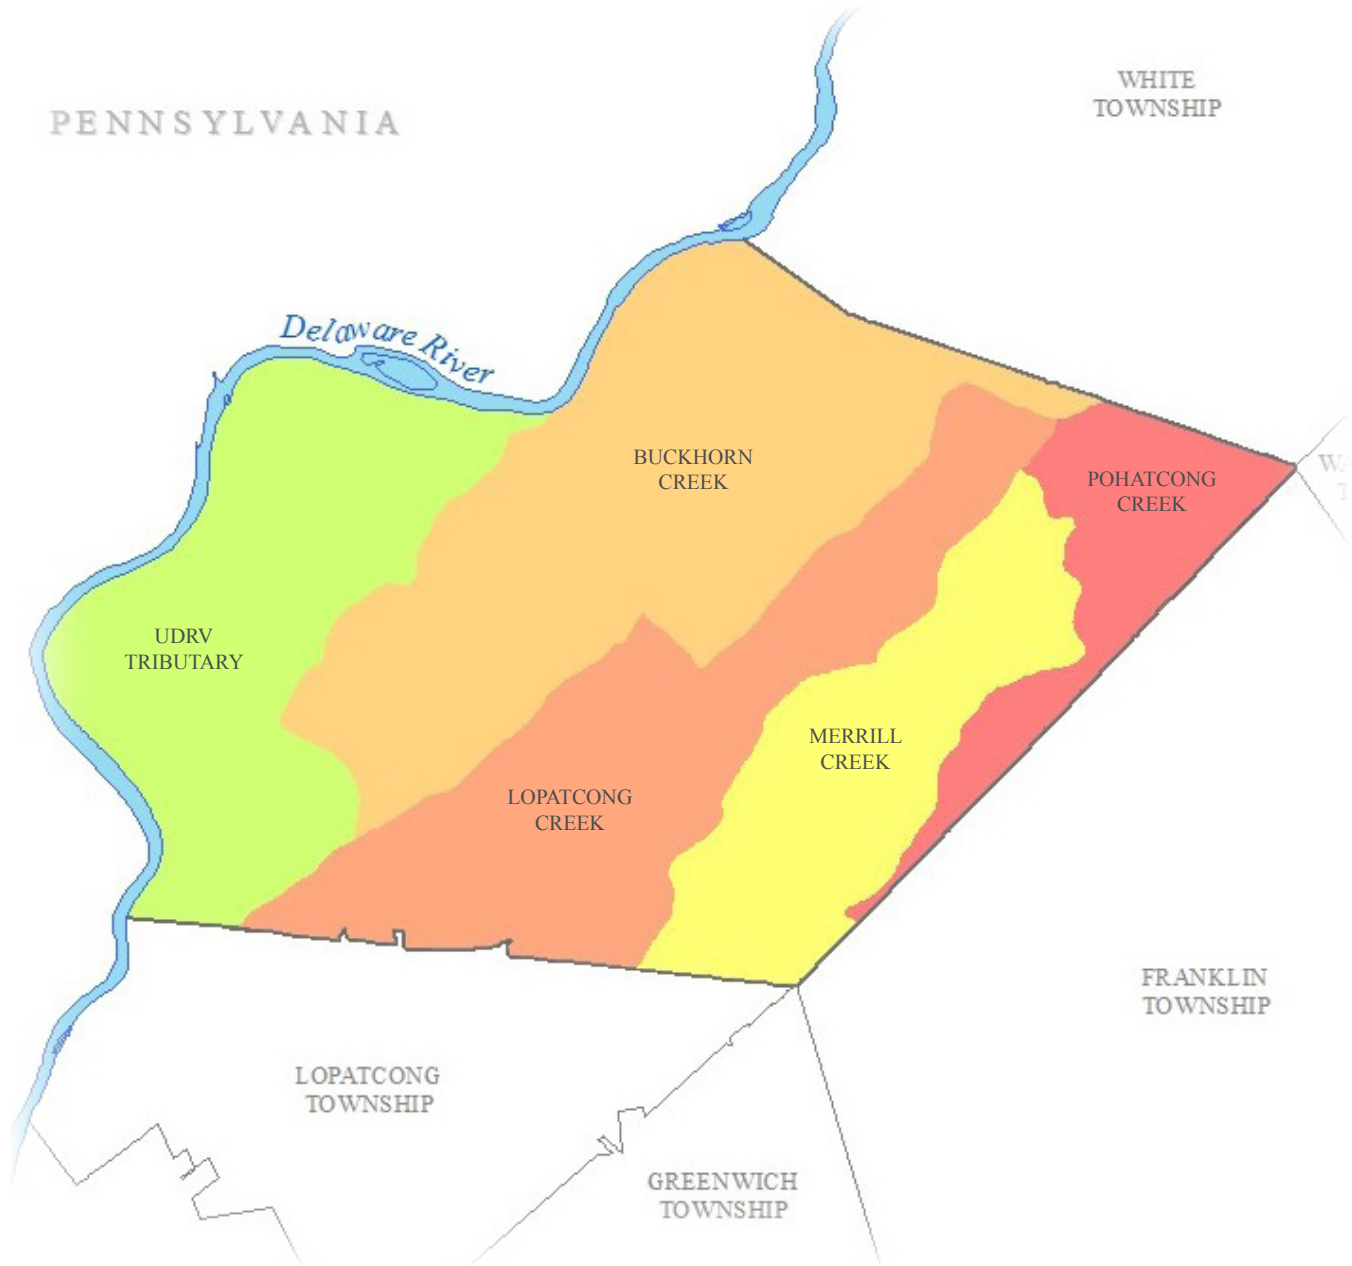 PENNSYLVANIA
WHITE
TOWNSHIP
Delaware River
BUCKHORN
CREEK
POHATCONG
CREEK
UDRV
TRIBUTARY
MERRILL
CREEK
LOPATCONG
CREEK
FRANKLIN
TOWNSHIP
LOPATCONG
TOWNSHIP
GREENWICH
TOWNSHIP